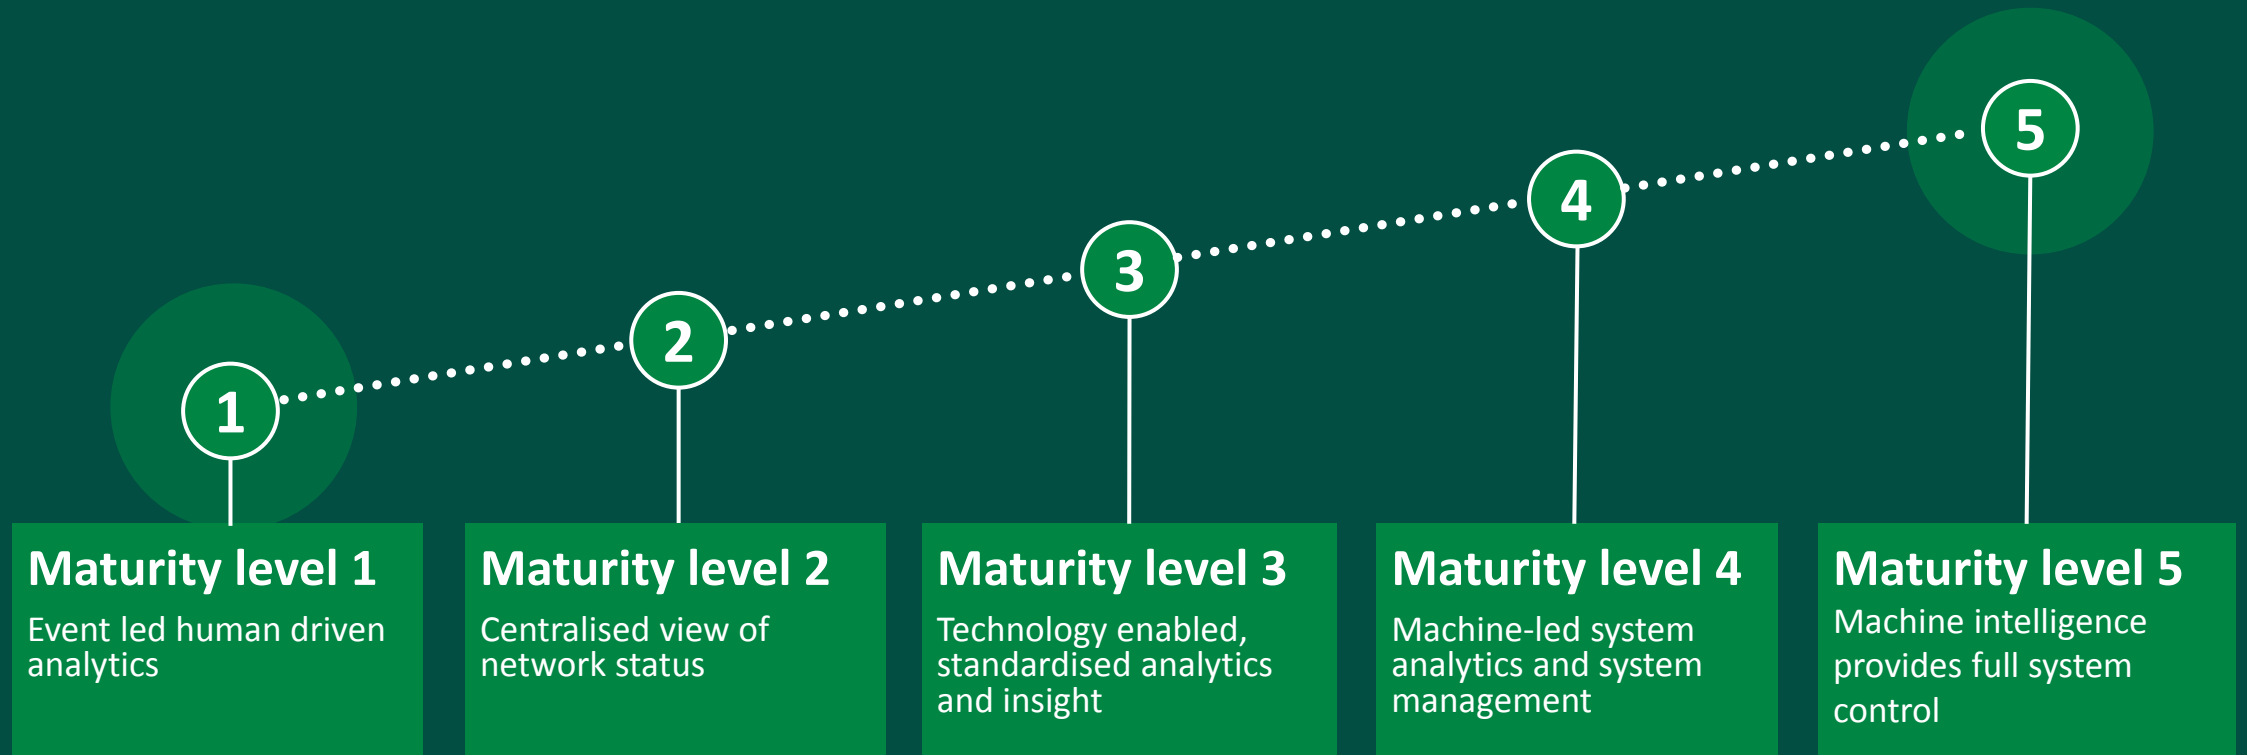 1
2
3
4
5
Maturity level 1
Event led human driven
analytics
Maturity level 2
Centralised view of
network status
Maturity level 3
Technology enabled,
standardised analytics
and insight
Maturity level 4
Machine-led system
analytics and system
management
Maturity level 5
Machine intelligence
provides full system
control